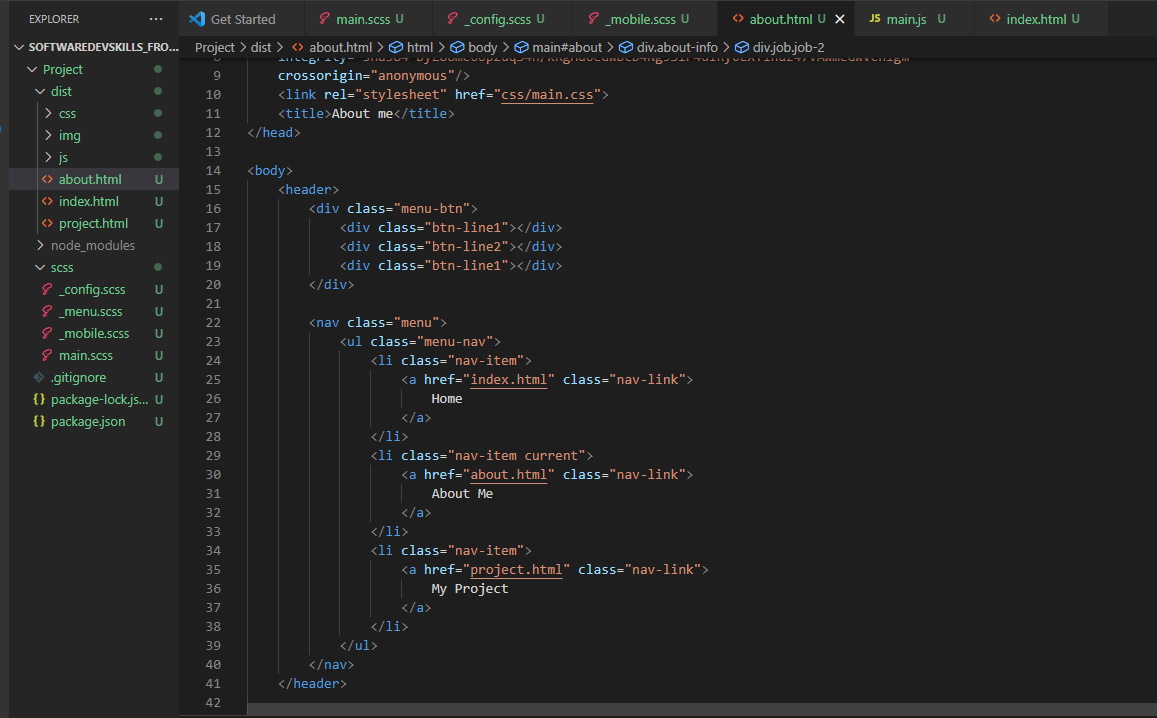 EXPLORER ···
SOFTWAREDEVSKILLS_FRO...
Project
dist
css
img
js
about.html U
index.html U
project.html U
node_modules
scss
_config.scss U
_menu.scss U
_mobile.scss U
main.scss U
.gitignore U
package-lock.js... U
package.json U
Get Started main.scss U _config.scss U _mobile.scss U about.html U JS main.js U index.html U
Project > dist > about.html > html > body > main#about > div.about-info > div.job.job-2
9 crossorigin="anonymous"/>
10 <link rel="stylesheet" href="css/main.css">
11 <title>About me</title>
12 </head>
13
14 <body>
15 <header>
16 <div class="menu-btn">
17 <div class="btn-line1"></div>
18 <div class="btn-line2"></div>
19 <div class="btn-line1"></div>
20 </div>
21
22 <nav class="menu">
23 <ul class="menu-nav">
24 <li class="nav-item">
25 <a href="index.html" class="nav-link">
26 Home
27 </a>
28 </li>
29 <li class="nav-item current">
30 <a href="about.html" class="nav-link">
31 About Me
32 </a>
33 </li>
34 <li class="nav-item">
35 <a href="project.html" class="nav-link">
36 My Project
37 </a>
38 </li>
39 </ul>
40 </nav>
41 </header>
42